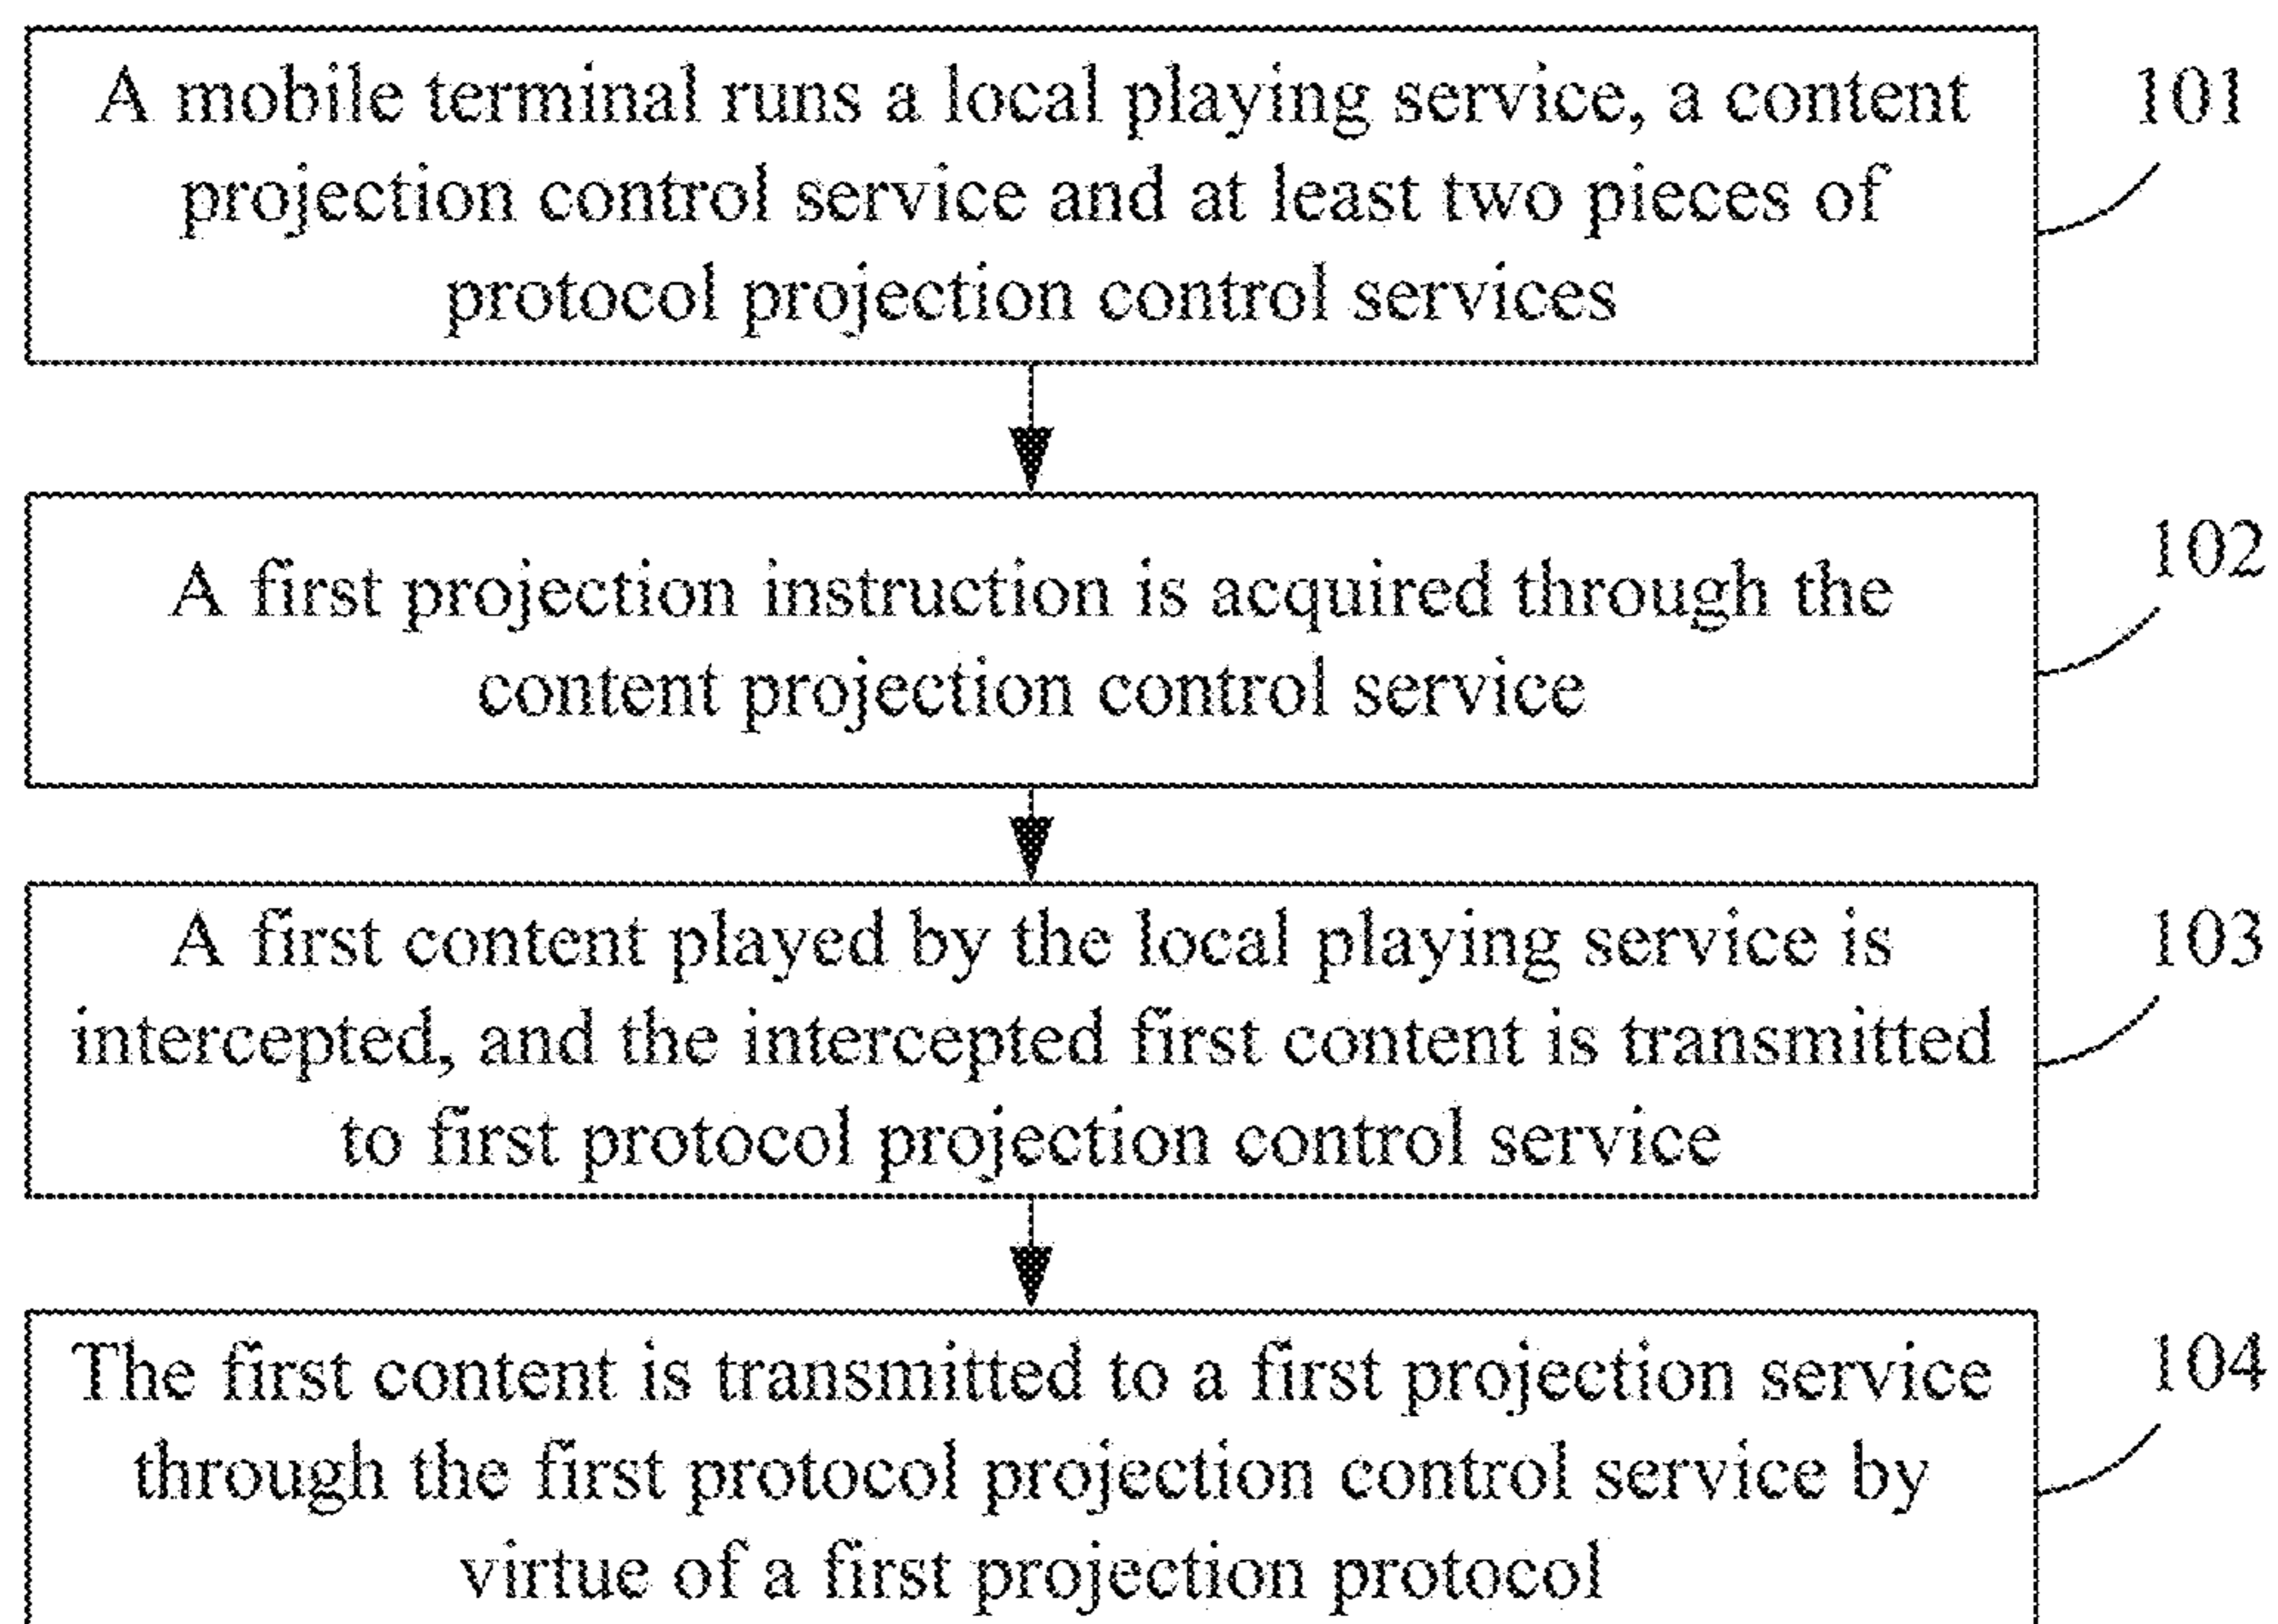 A mobile terminal runs a local playing service, a content
projection control service and at least two pieces of
protocol projection control services
101
A first projection instruction is acquired through the
content projection control service
102
A first content played by the local playing service is
intercepted, and the intercepted first content is transmitted
to first protocol projection control service
103
The first content is transmitted to a first projection service
through the first protocol projection control service by
virtue of a first projection protocol
104